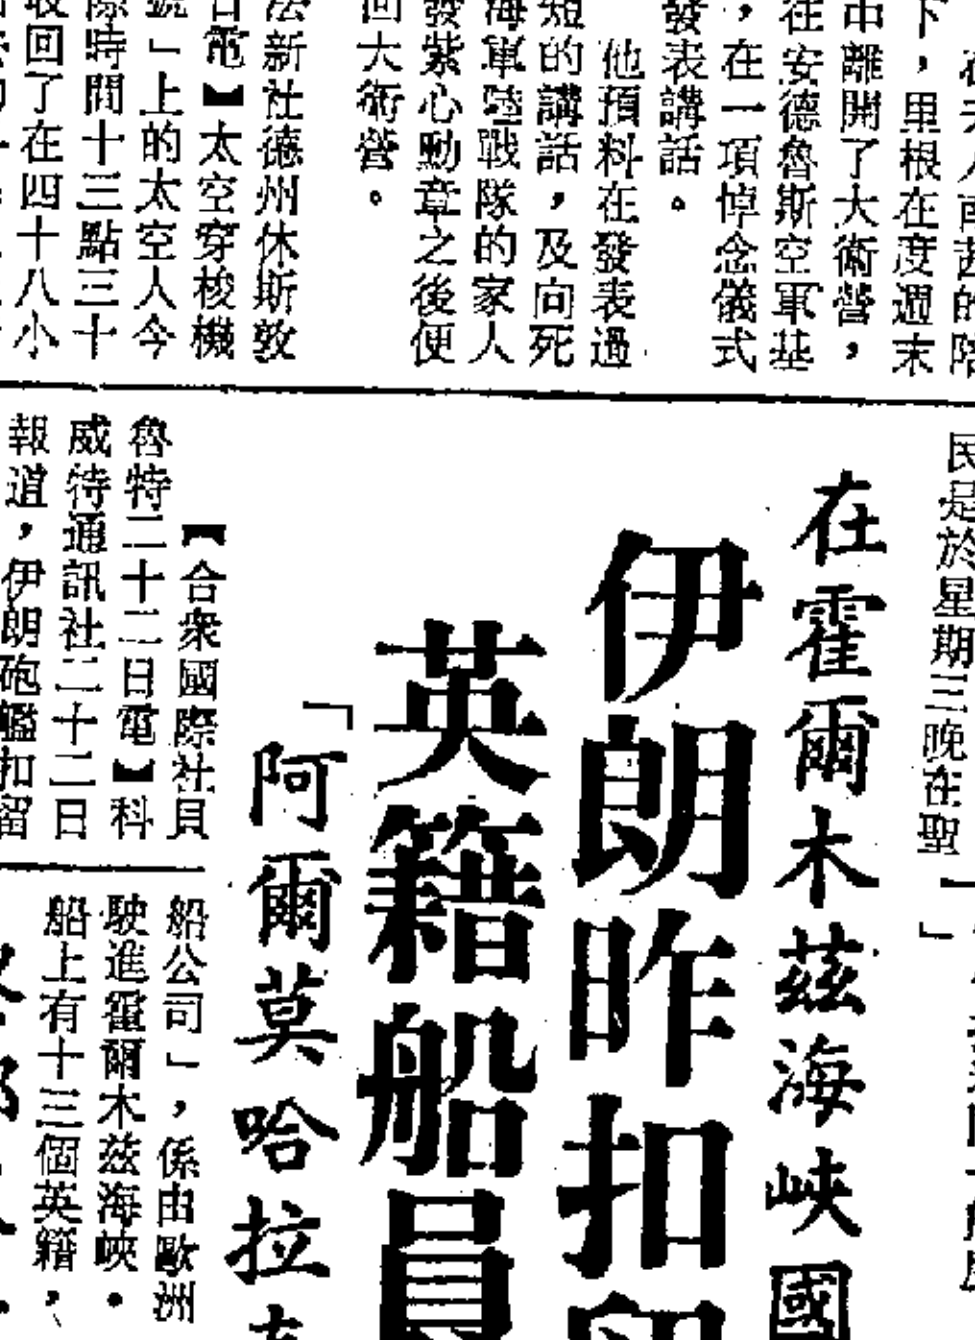 下，里根在度週末
中離開了大衛營，
往安德魯斯空軍基
，在一項悼念儀式
發表講話。
他預料在發表過
短的講話，及向死
海軍陸戰隊的家人
發紫心勳章之後便
回大衛營。
法新社德州休斯敦
電】太空穿梭機
號」上的太空人今
際時間十三點三十
收回了在四十八小
民是於星期三晚在聖
在霍爾木茲海峽國
伊朗昨扣
英籍船員
「阿爾莫哈拉
【合衆國際社貝
魯特二十二日電】科
威特通訊社二十二日
報道，伊朗砲艦扣留
船公司」，係由歐洲
駛進霍爾木茲海峽。
船上有十三個英籍，